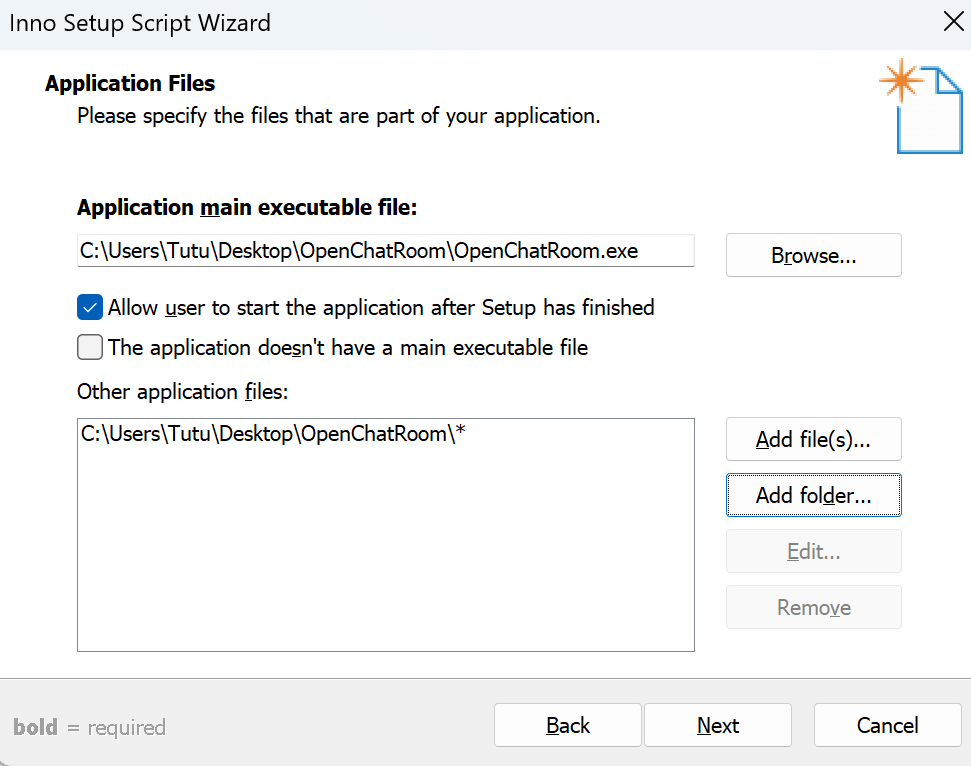 Inno Setup Script Wizard
Application Files
Please specify the files that are part of your application.
Application main executable file:
C:\Users\Tutu\Desktop\OpenChatRoom\OpenChatRoom.exe
Browse...
Allow user to start the application after Setup has finished
The application doesn't have a main executable file
Other application files:
C:\Users\Tutu\Desktop\OpenChatRoom\*
Add file(s)...
Add folder...
Edit...
Remove
bold = required
Back
Next
Cancel